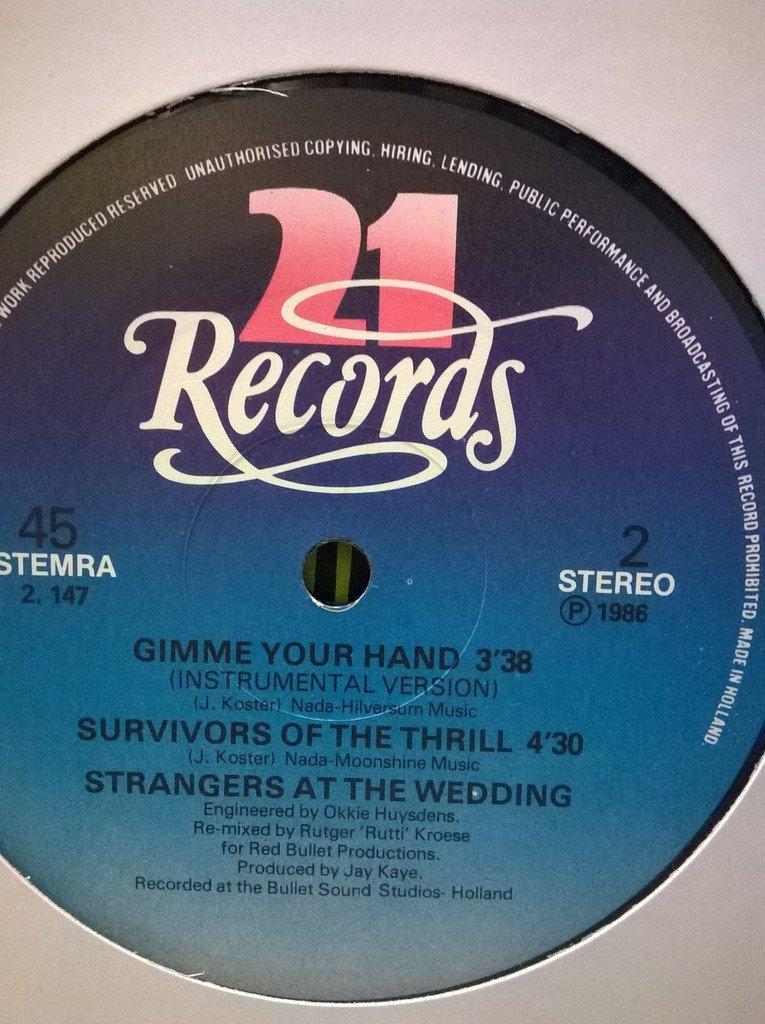 WORK REPRODUCED RESERVED UNAUTHORISED COPYING, HIRING, LENDING, PUBLIC PERFORMANCE AND BROADCASTING OF THIS RECORD PROHIBITED. MADE IN HOLLAND.
21
Records
45
STEMRA
2. 147
2
STEREO
Ⓟ 1986
GIMME YOUR HAND 3'38
(INSTRUMENTAL VERSION)
(J. Koster) Nada-Hilversum Music
SURVIVORS OF THE THRILL 4'30
(J. Koster) Nada-Moonshine Music
STRANGERS AT THE WEDDING
Engineered by Okkie Huysdens.
Re-mixed by Rutger 'Rutti' Kroese
for Red Bullet Productions.
Produced by Jay Kaye.
Recorded at the Bullet Sound Studios- Holland